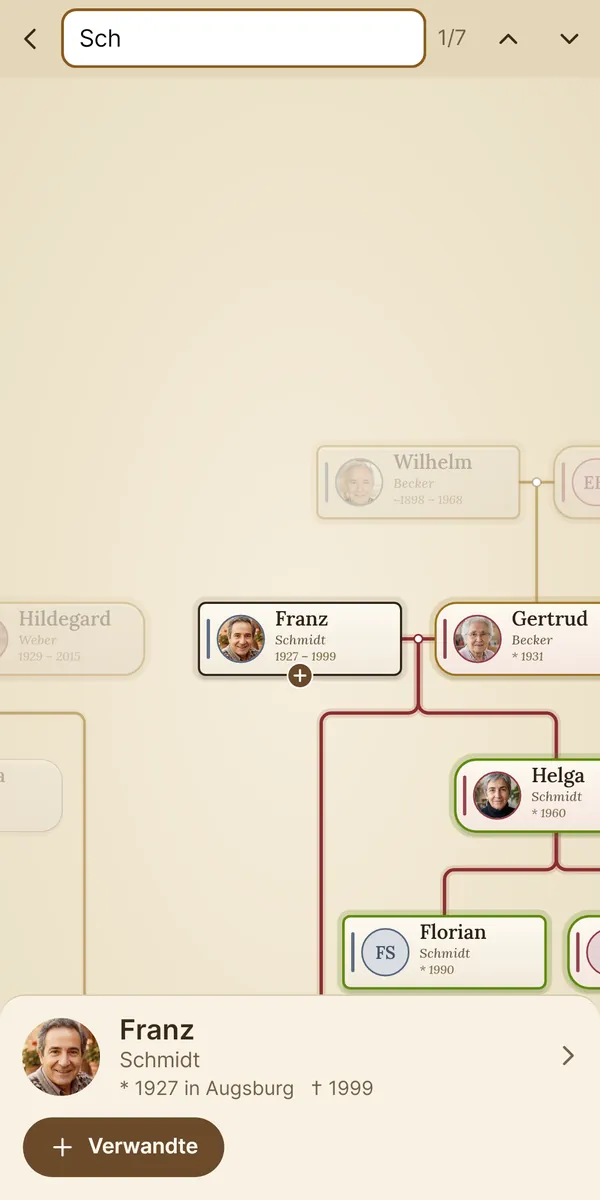 Sch
1/7
Wilhelm
Becker
~1898 – 1968
Hildegard
Weber
1929 – 2015
Franz
Schmidt
1927 – 1999
Gertrud
Becker
* 1931
Helga
Schmidt
* 1960
FS
Florian
Schmidt
* 1990
Franz
Schmidt
* 1927 in Augsburg † 1999
+ Verwandte